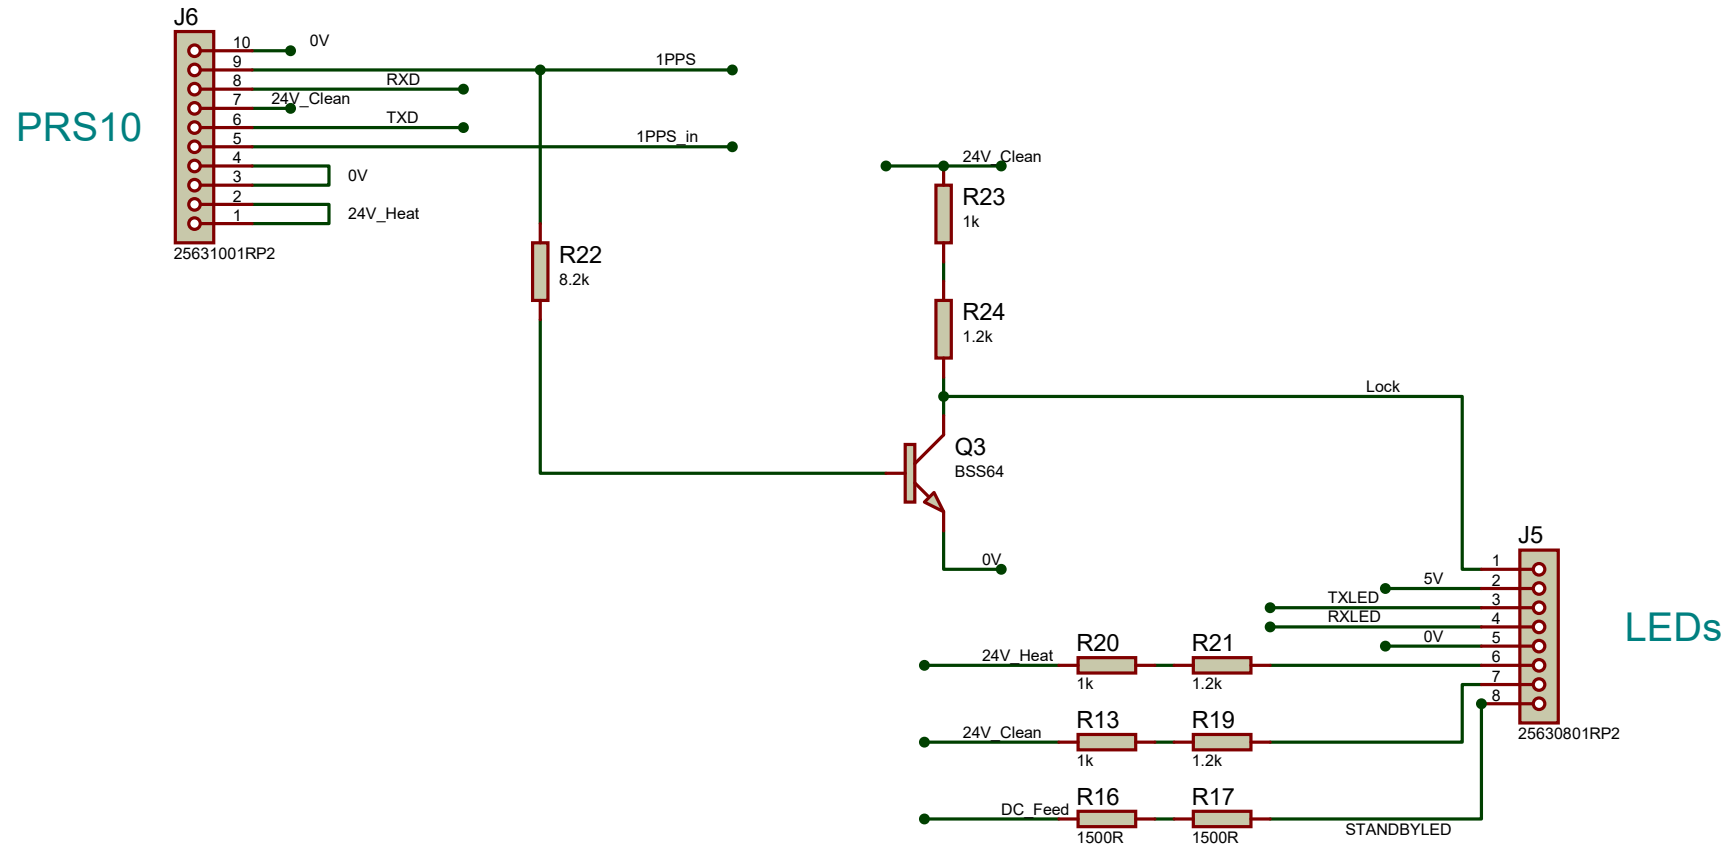 J6
PRS10
10 0V
9 1PPS
8 RXD
7 24V_Clean
6 TXD
5 1PPS_in
4
3 0V
2
1 24V_Heat
25631001RP2
R22
8.2k
24V_Clean
R23
1k
R24
1.2k
Lock
Q3
BSS64
0V
J5
LEDs
1
5V 2
TXLED 3
RXLED 4
0V 5
6
7
8
25630801RP2
24V_Heat R20 R21
1k 1.2k
24V_Clean R13 R19
1k 1.2k
DC_Feed R16 R17
1500R 1500R
STANDBYLED